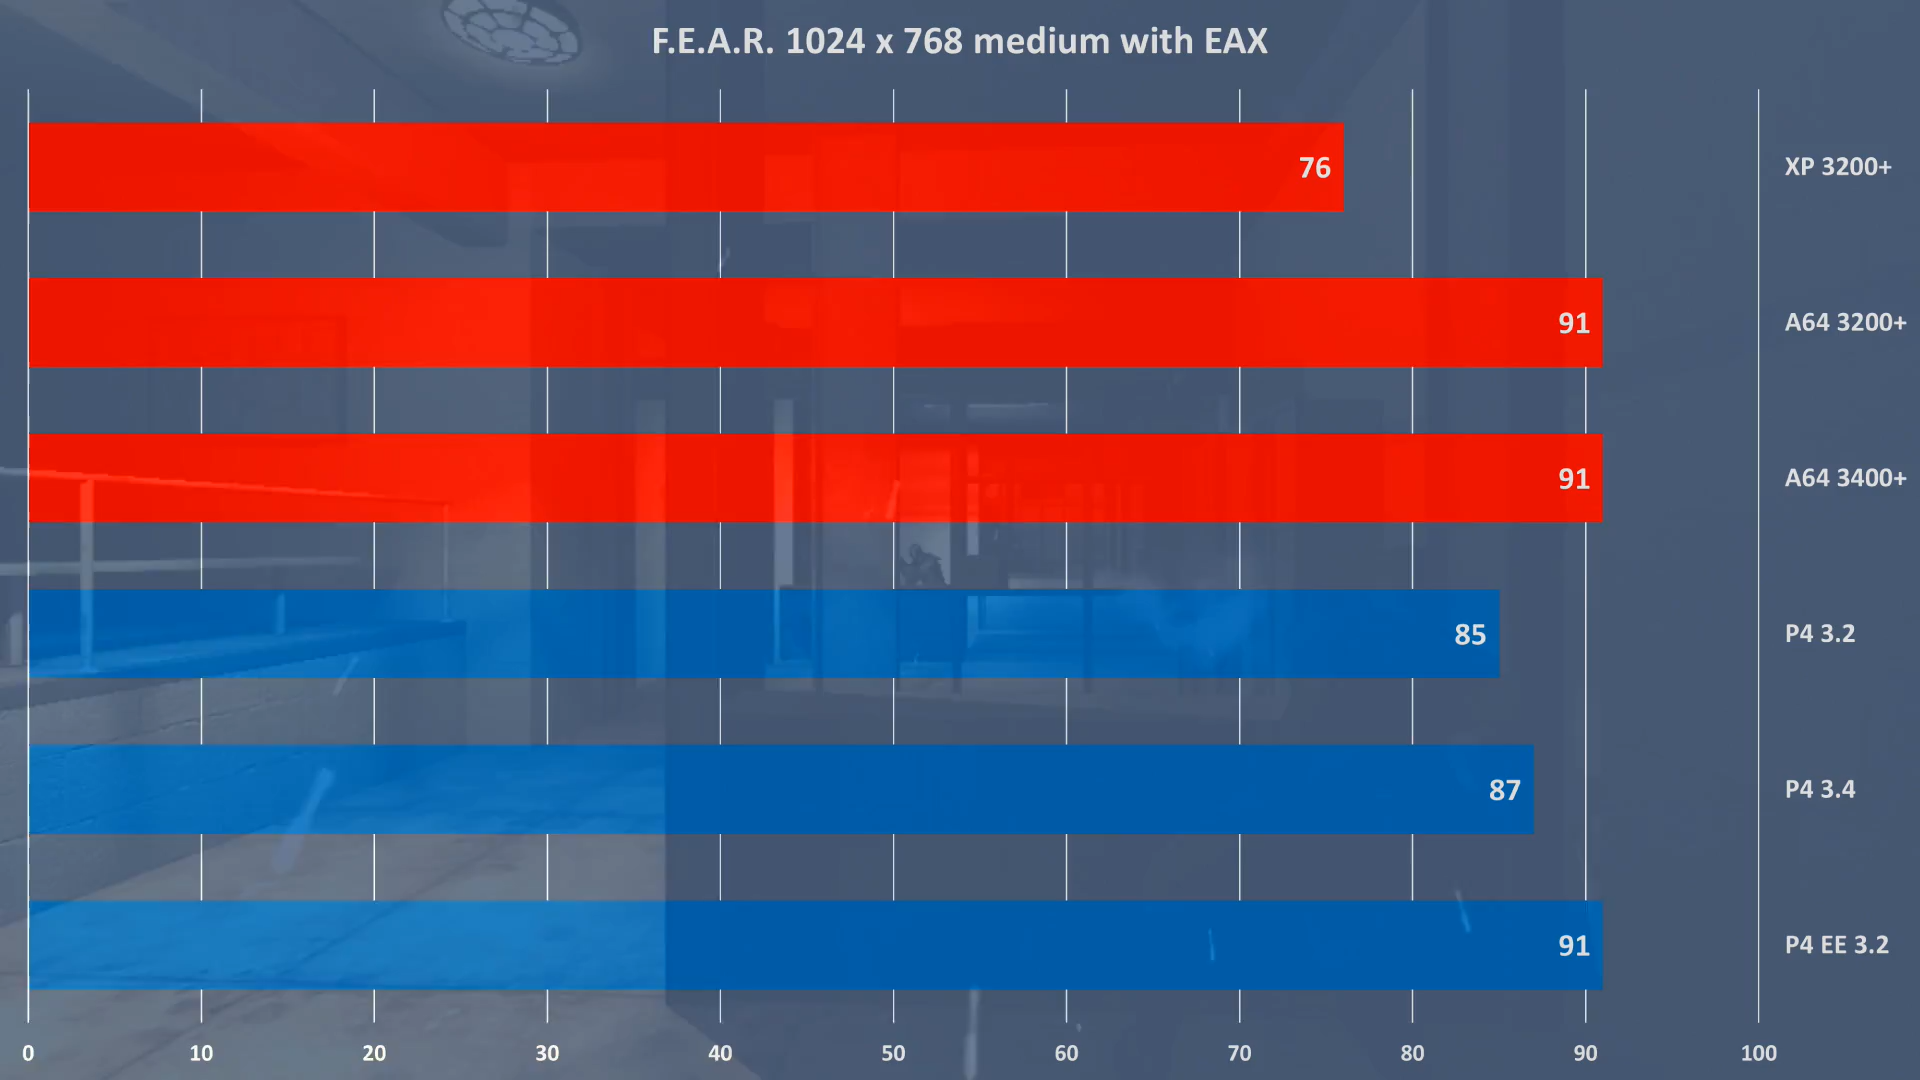 F.E.A.R. 1024 x 768 medium with EAX
76 XP 3200+
91 A64 3200+
91 A64 3400+
85 P4 3.2
87 P4 3.4
91 P4 EE 3.2
0 10 20 30 40 50 60 70 80 90 100